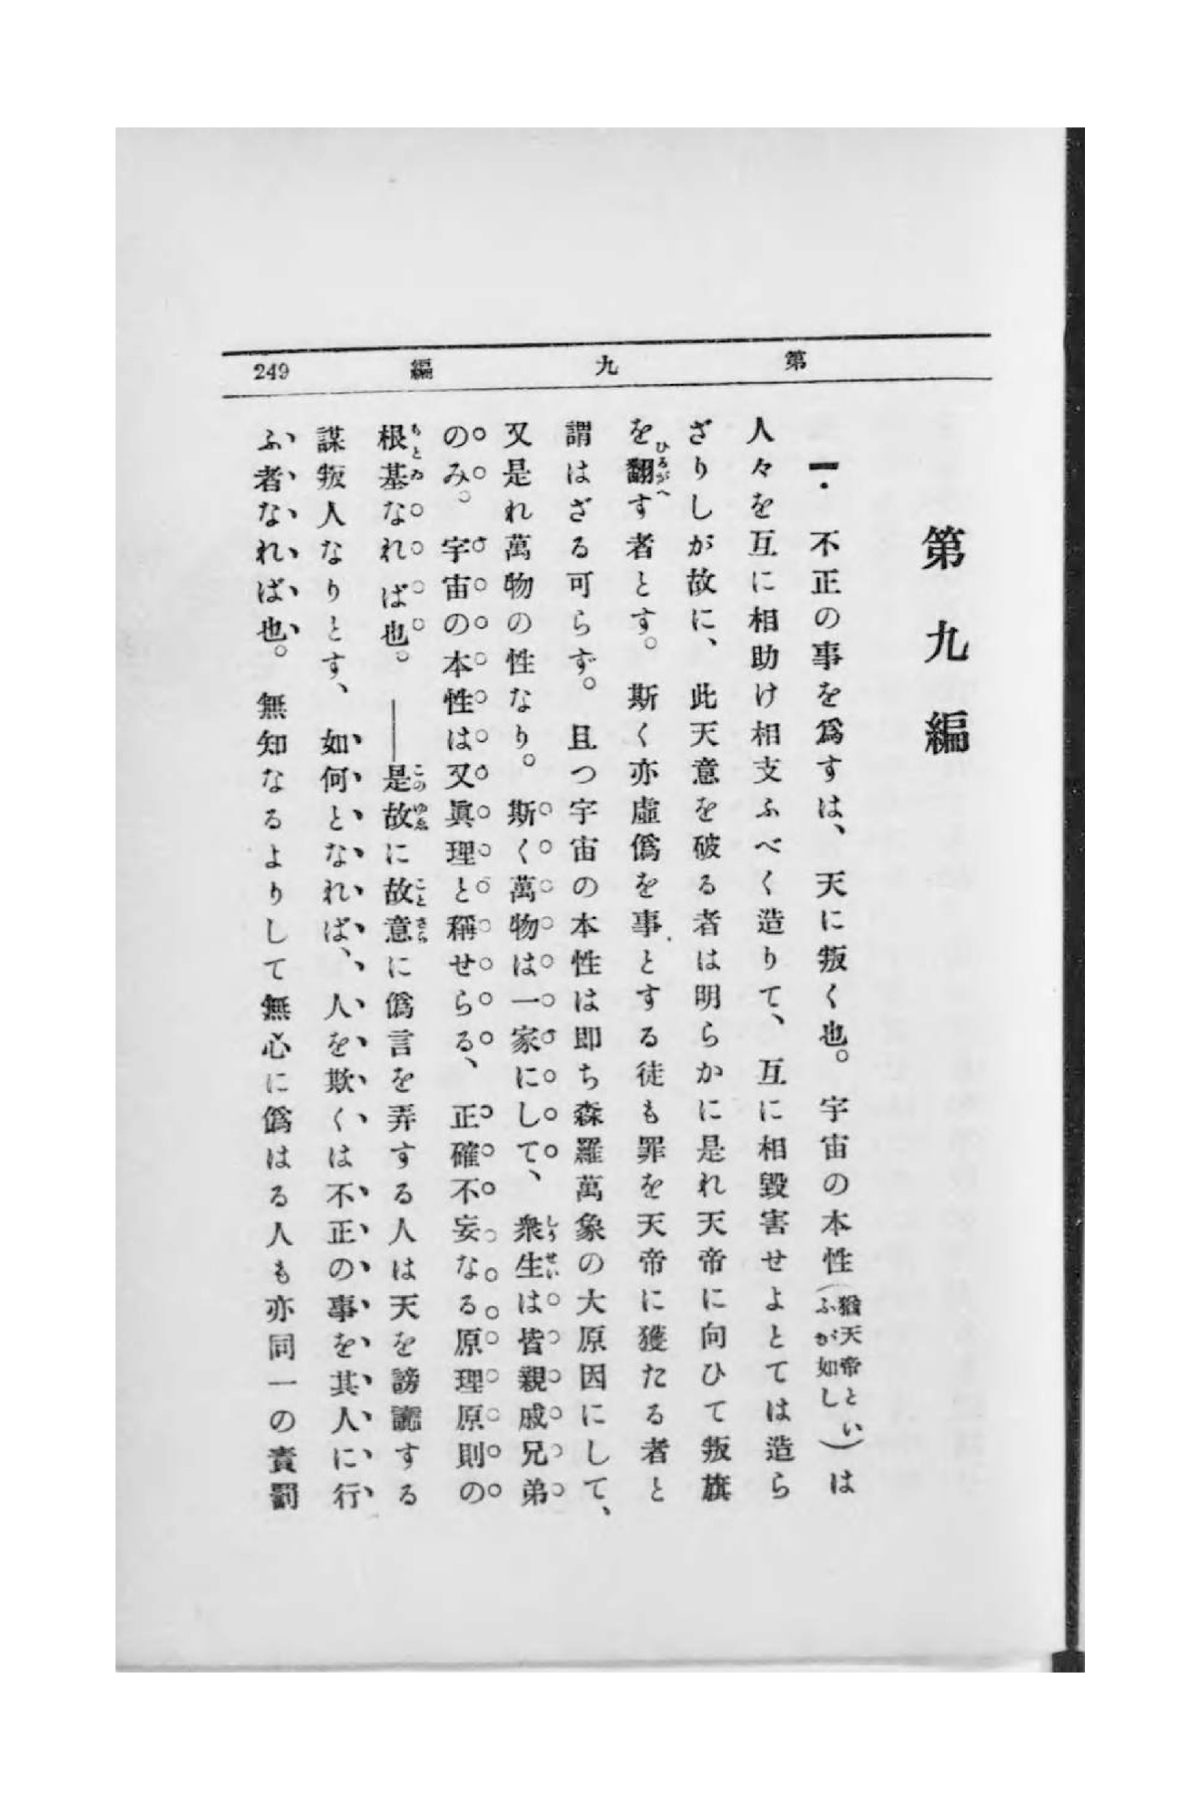 第九編
249
第九編
一. 不正の事を爲すは、天に叛く也。宇宙の本性(猶天帝といふが如し)は
人々を互に相助け相支ふべく造りて、互に相毀害せよとては造ら
ざりしが故に、此天意を破る者は明らかに是れ天帝に向ひて叛旗
を翻す者とす。斯く亦虛僞を事とする徒も罪を天帝に獲たる者と
謂はざる可らず。且つ宇宙の本性は卽ち森羅萬象の大原因にして、
又是れ萬物の性なり。斯く萬物は一家にして、衆生は皆親戚兄弟
のみ。宇宙の本性は又眞理と稱せらる、正確不妄なる原理原則の
根基なれば也。――是故に故意に僞言を弄する人は天を謗讟する
謀叛人なりとす、如何となれば、人を欺くは不正の事を其人に行
ふ者なれば也。無知なるよりして無心に僞はる人も亦同一の責罰